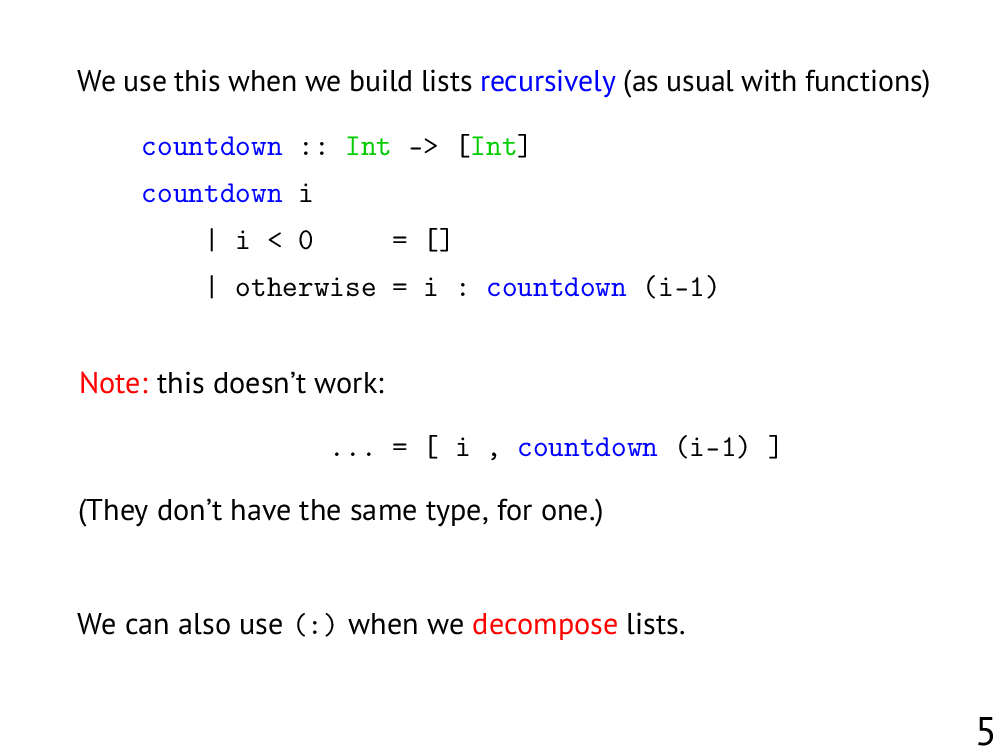 We use this when we build lists recursively (as usual with functions)
countdown :: Int -> [Int]
countdown i
| i < 0 = []
| otherwise = i : countdown (i-1)
Note: this doesn’t work:
... = [ i , countdown (i-1) ]
(They don’t have the same type, for one.)
We can also use (:) when we decompose lists.
5